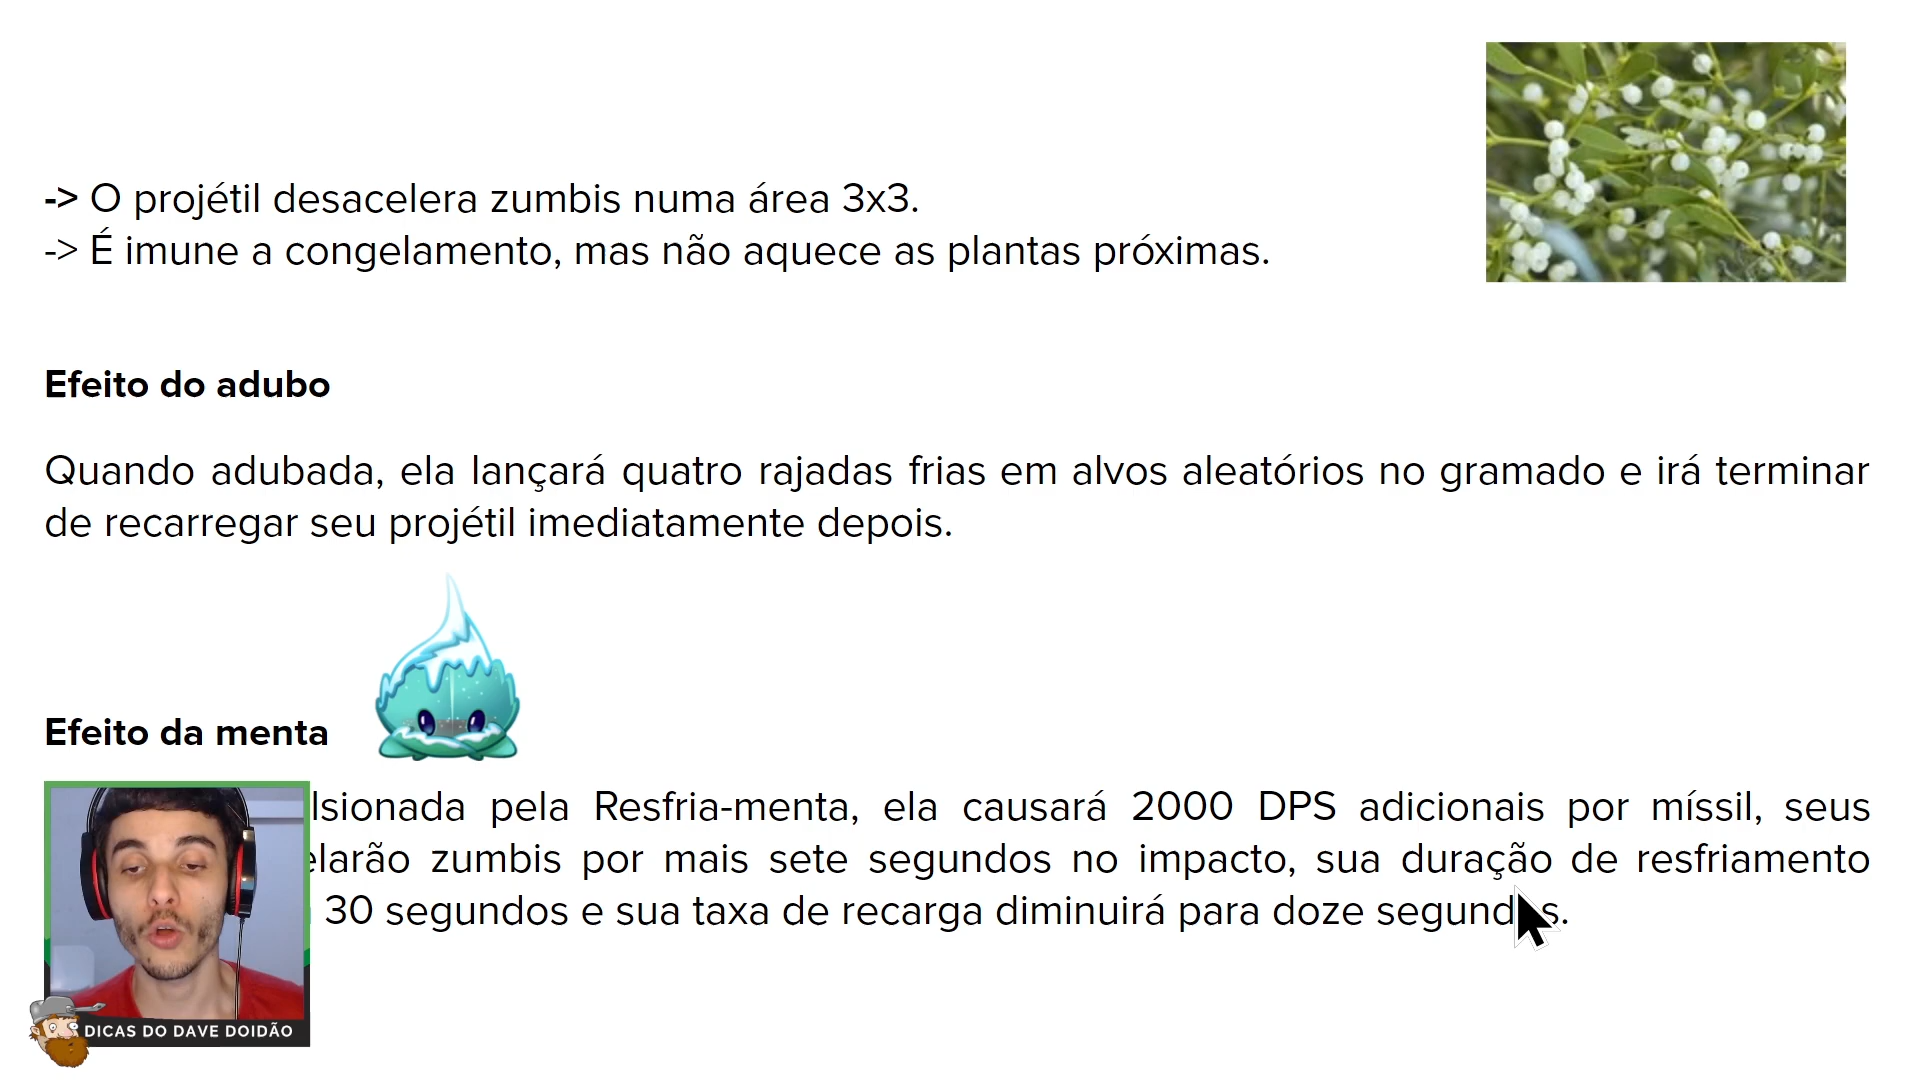 -> O projétil desacelera zumbis numa área 3x3.
-> É imune a congelamento, mas não aquece as plantas próximas.
Efeito do adubo
Quando adubada, ela lançará quatro rajadas frias em alvos aleatórios no gramado e irá terminar
de recarregar seu projétil imediatamente depois.
Efeito da menta
pela Resfria-menta, ela causará 2000 DPS adicionais por míssil, seus
zumbis por mais sete segundos no impacto, sua duração de resfriamento
30 segundos e sua taxa de recarga diminuirá para doze segundos.
DICAS DO DAVE DOIDÃO